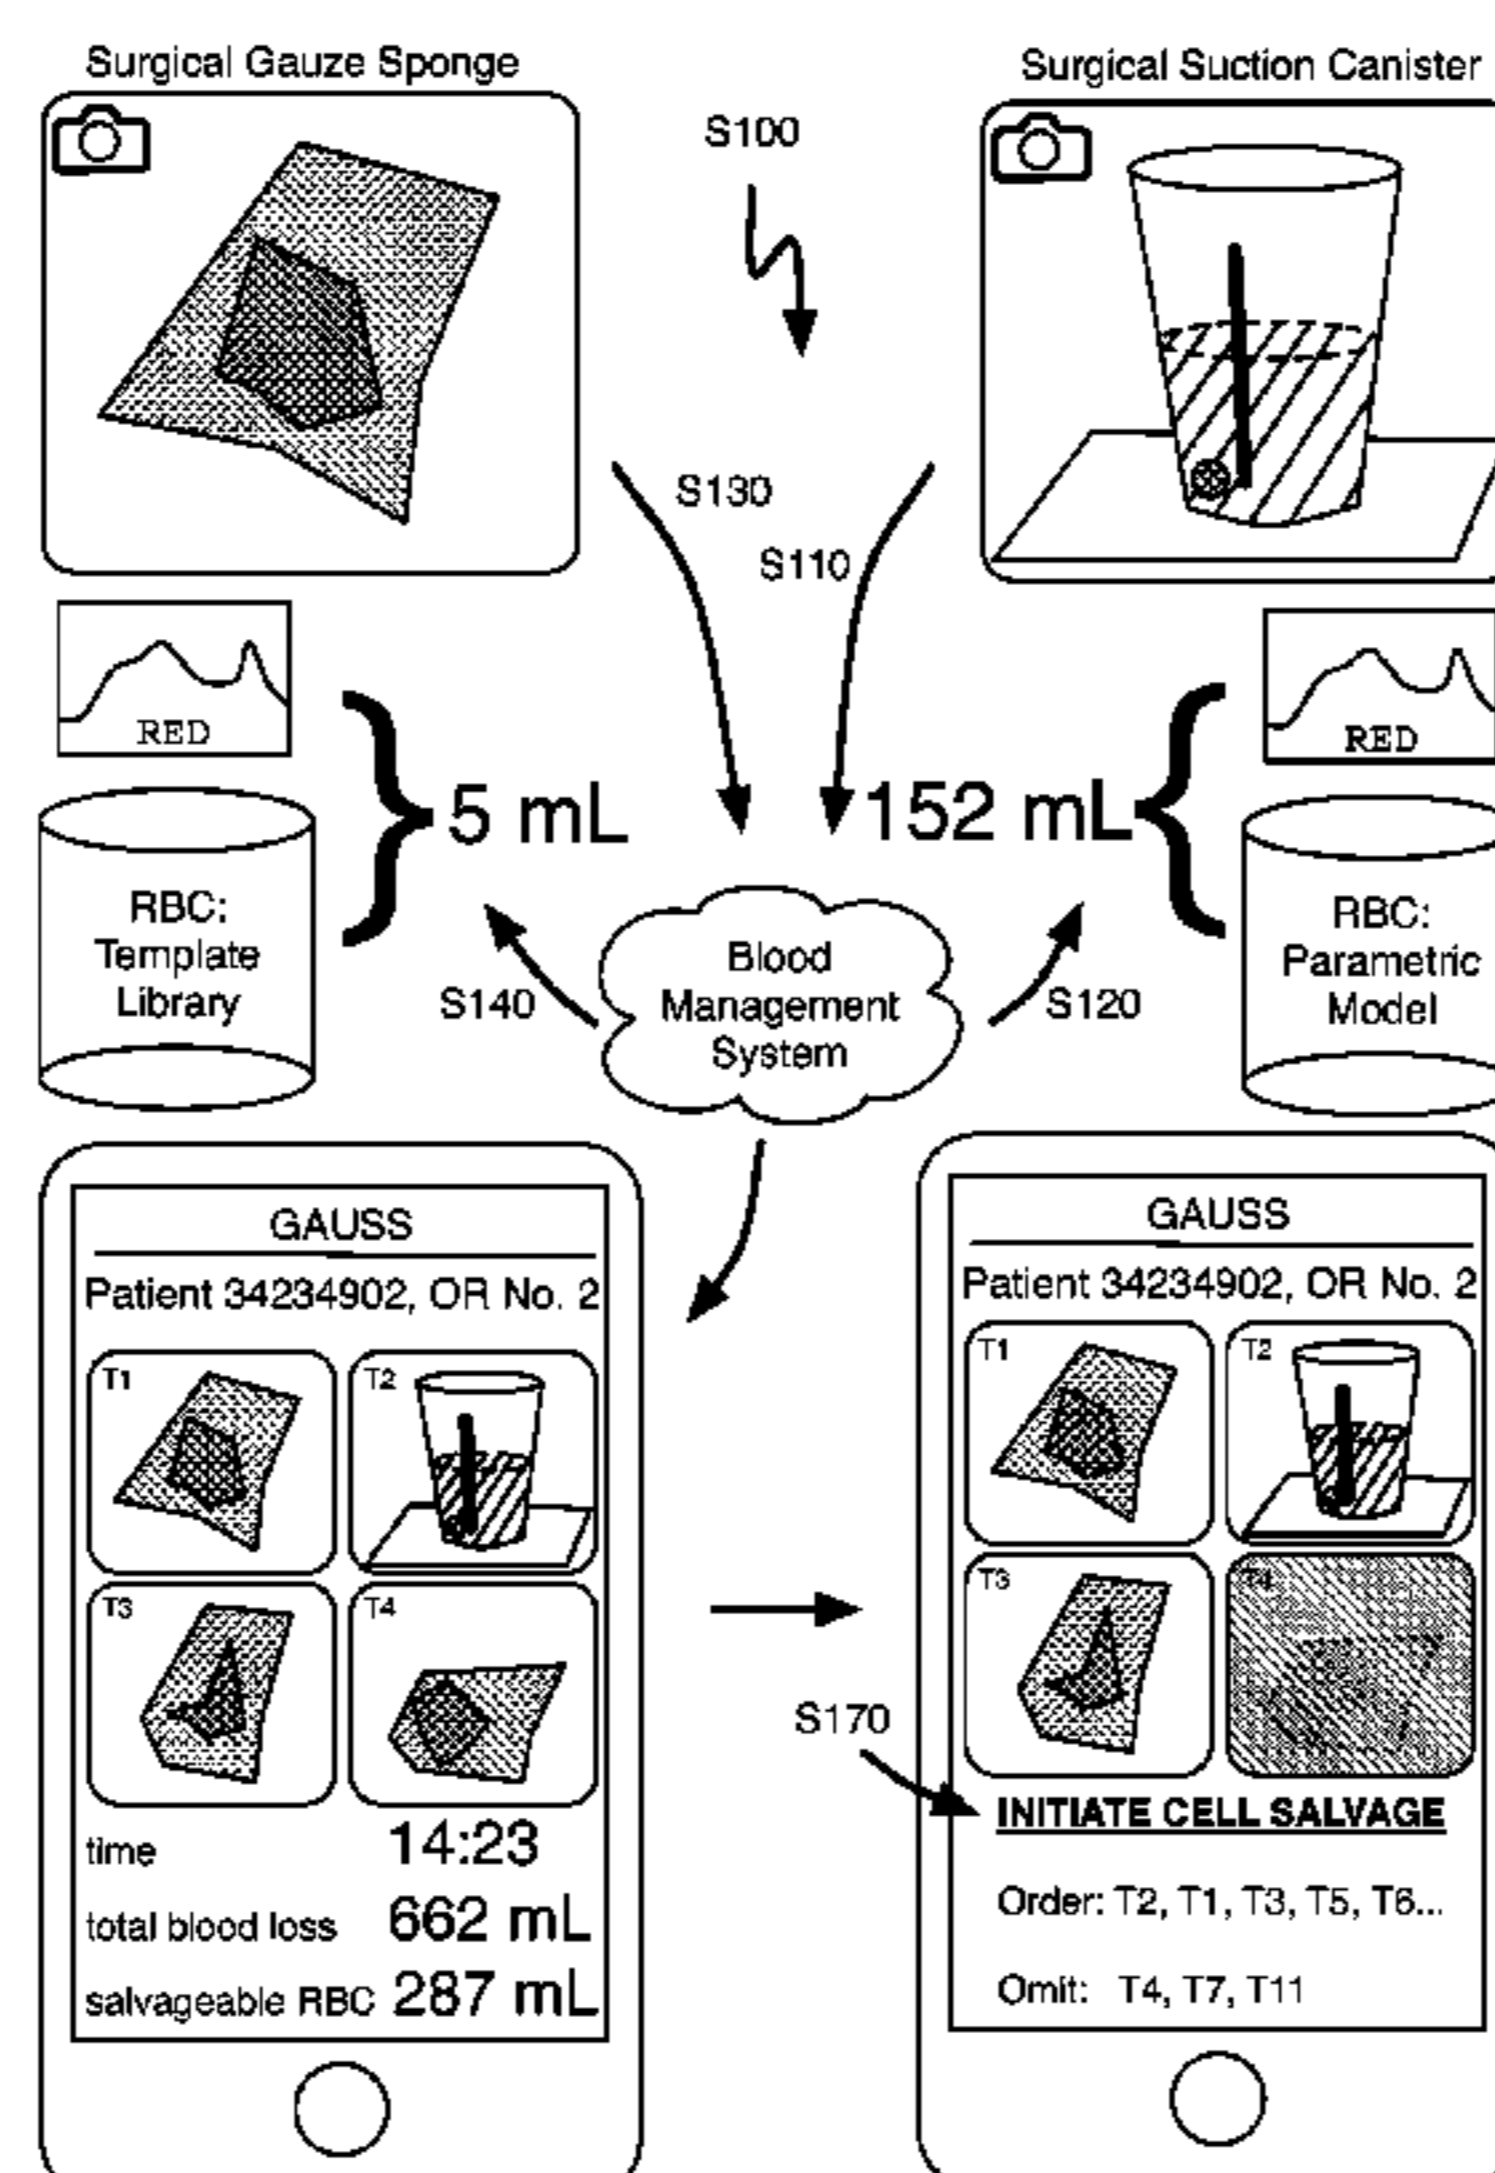 Surgical Gauze Sponge
Surgical Suction Canister
S100
S130
S110
RED
RED
5 mL
152 mL
RBC:
Template
Library
Blood
Management
System
RBC:
Parametric
Model
S140
S120
GAUSS
Patient 34234902, OR No. 2
T1
T2
T3
T4
time 14:23
total blood loss 662 mL
salvageable RBC 287 mL
GAUSS
Patient 34234902, OR No. 2
T1
T2
T3
T4
S170
INITIATE CELL SALVAGE
Order: T2, T1, T3, T5, T6...
Omit: T4, T7, T11